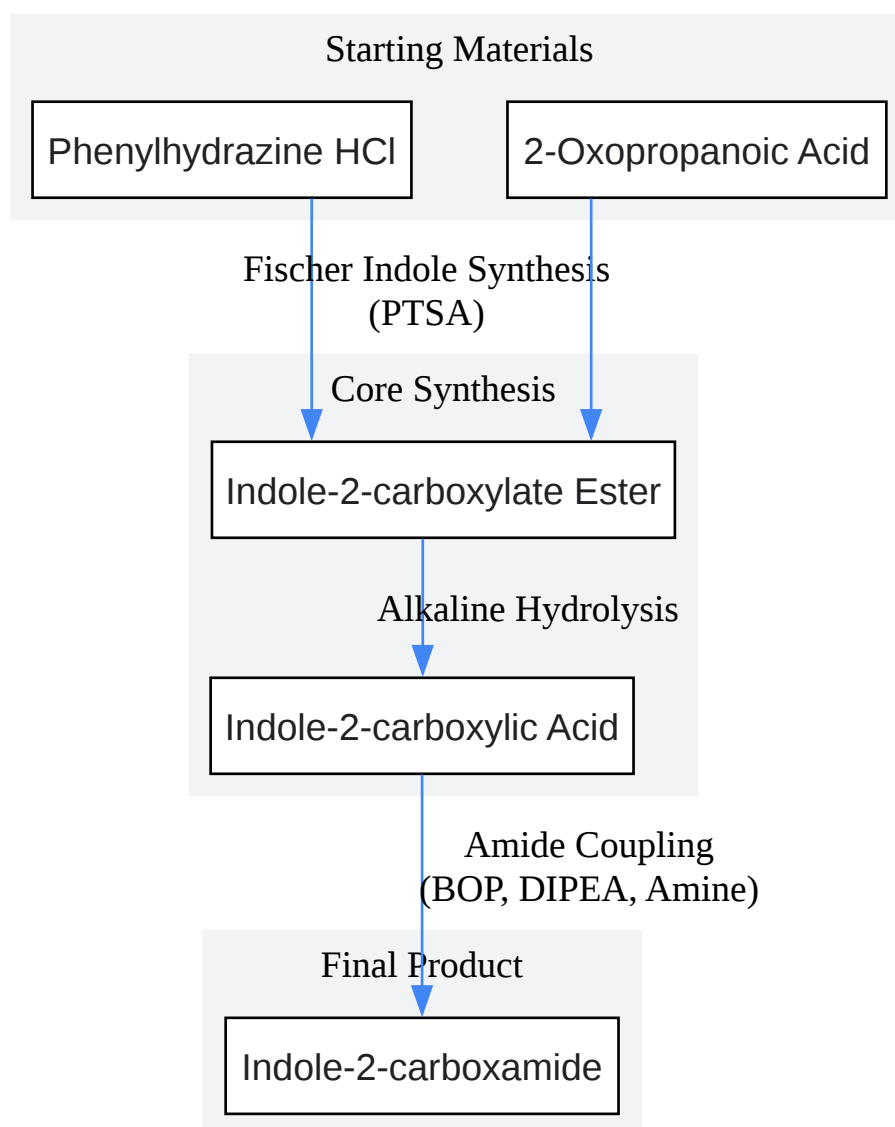 Starting Materials
Phenylhydrazine HCl
2-Oxopropanoic Acid
Fischer Indole Synthesis
(PTSA)
Core Synthesis
Indole-2-carboxylate Ester
Alkaline Hydrolysis
Indole-2-carboxylic Acid
Amide Coupling
(BOP, DIPEA, Amine)
Final Product
Indole-2-carboxamide